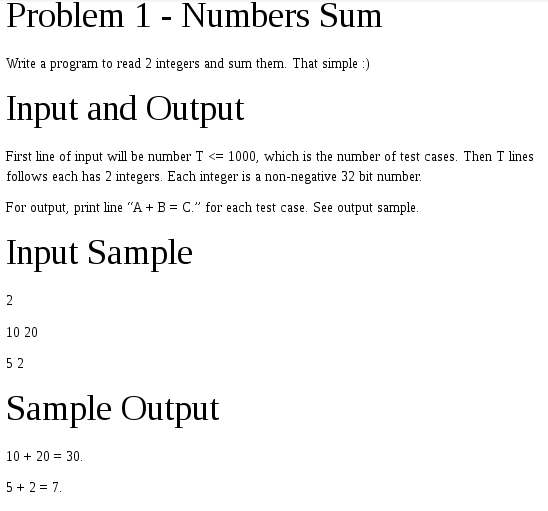 Problem 1 - Numbers Sum
Write a program to read 2 integers and sum them. That simple :)
Input and Output
First line of input will be number T <= 1000, which is the number of test cases. Then T lines
follows each has 2 integers. Each integer is a non-negative 32 bit number.
For output, print line “A + B = C.” for each test case. See output sample.
Input Sample
2
10 20
5 2
Sample Output
10 + 20 = 30.
5 + 2 = 7.